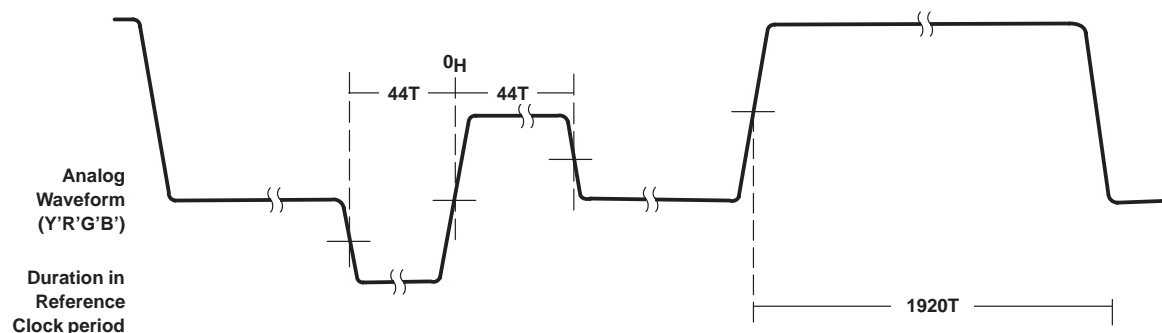 0H
44T
44T
Analog
Waveform
(Y'R'G'B')
Duration in
Reference
Clock period
1920T